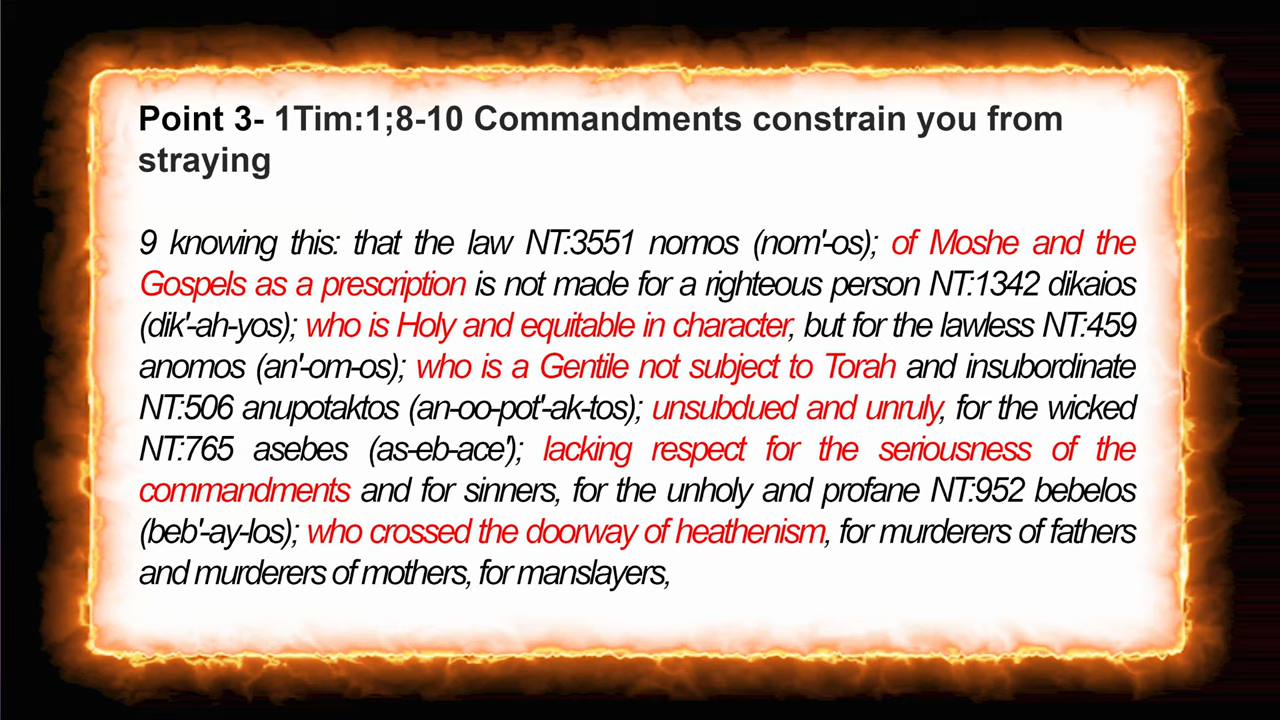 Point 3- 1Tim:1;8-10 Commandments constrain you from
straying
9 knowing this: that the law NT:3551 nomos (nom'-os); of Moshe and the
Gospels as a prescription is not made for a righteous person NT:1342 dikaios
(dik'-ah-yos); who is Holy and equitable in character, but for the lawless NT:459
anomos (an'-om-os); who is a Gentile not subject to Torah and insubordinate
NT:506 anupotaktos (an-oo-pot'-ak-tos); unsubdued and unruly, for the wicked
NT:765 asebes (as-eb-ace'); lacking respect for the seriousness of the
commandments and for sinners, for the unholy and profane NT:952 bebelos
(beb'-ay-los); who crossed the doorway of heathenism, for murderers of fathers
and murderers of mothers, for manslayers,